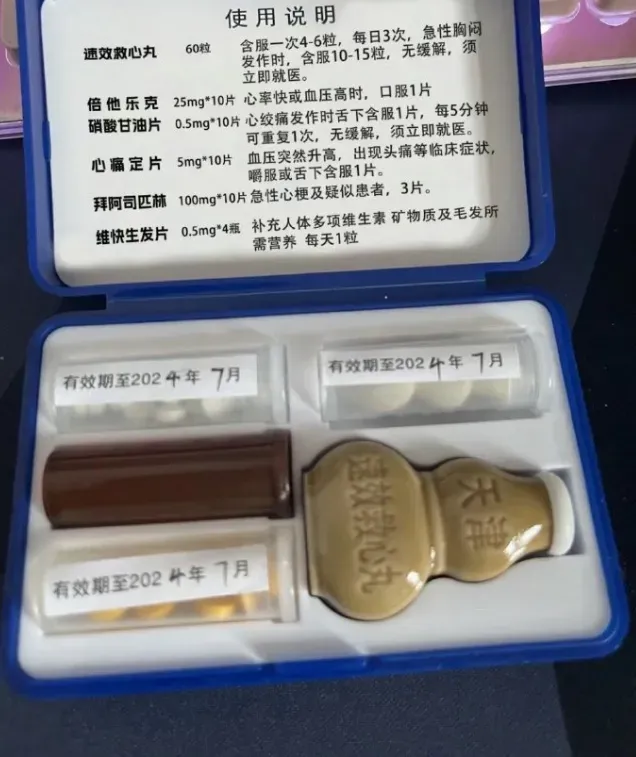 使用说明
速效救心丸 60粒 含服一次4-6粒，每日3次，急性胸闷
发作时，含服10-15粒，无缓解，须
立即就医。
倍他乐克 25mg*10片 心率快或血压高时，口服1片
硝酸甘油片 0.5mg*10片 心绞痛发作时舌下含服1片，每5分钟
可重复1次，无缓解，须立即就医。
心痛定片 5mg*10片 血压突然升高，出现头痛等临床症状，
嚼服或舌下含服1片。
拜阿司匹林 100mg*10片 急性心梗及疑似患者，3片。
维快生发片 0.5mg*4瓶 补充人体多项维生素 矿物质及毛发所
需营养 每天1粒
有效期至2024年7月
有效期至2024年7月
有效期至2024年7月
速效救心丸
天津